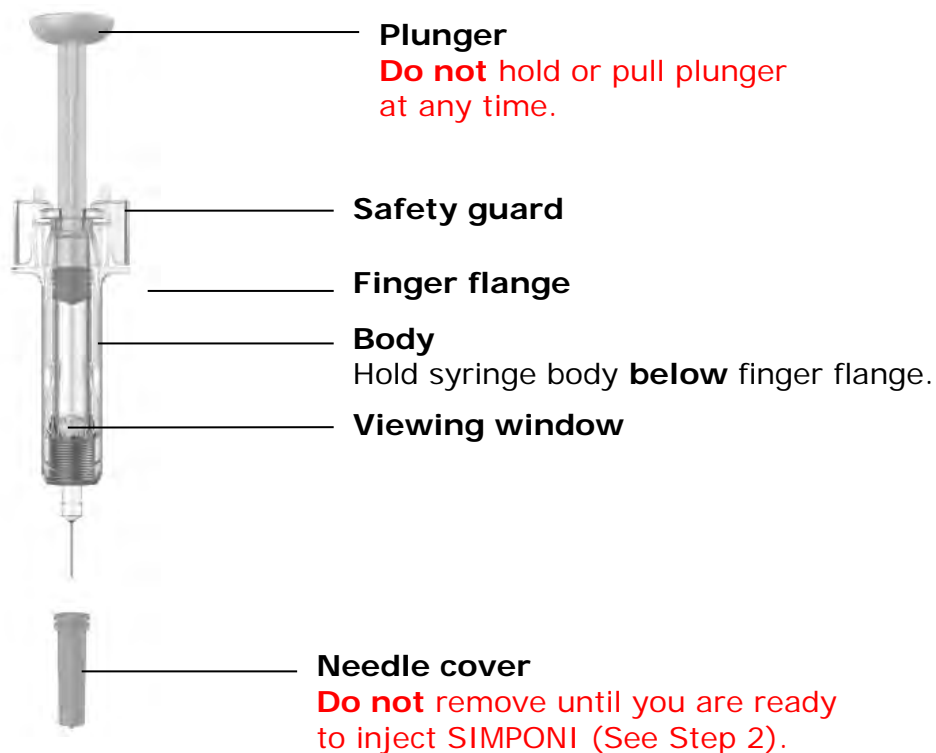 Plunger
Do not hold or pull plunger
at any time.
Safety guard
Finger flange
Body
Hold syringe body below finger flange.
Viewing window
Needle cover
Do not remove until you are ready
to inject SIMPONI (See Step 2).